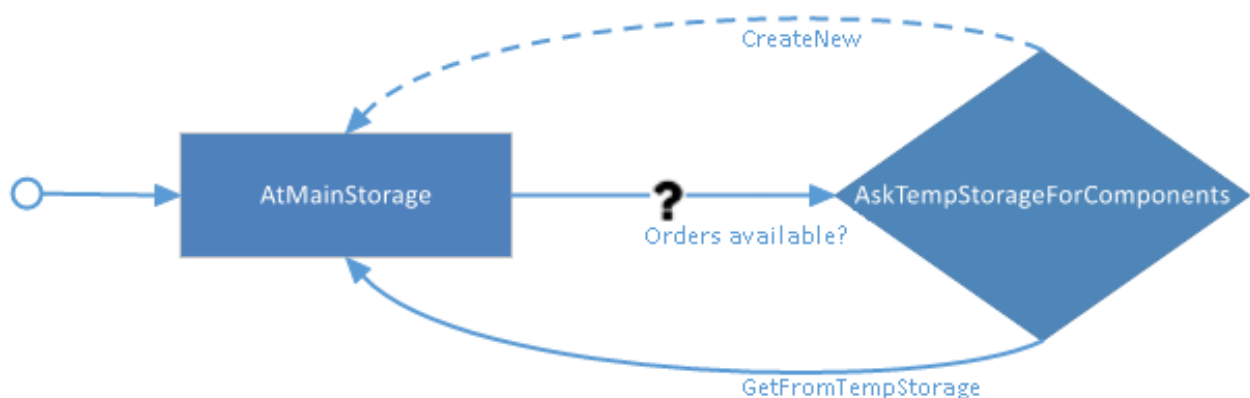 CreateNew
AtMainStorage
?
AskTempStorageForComponents
Orders available?
GetFromTempStorage